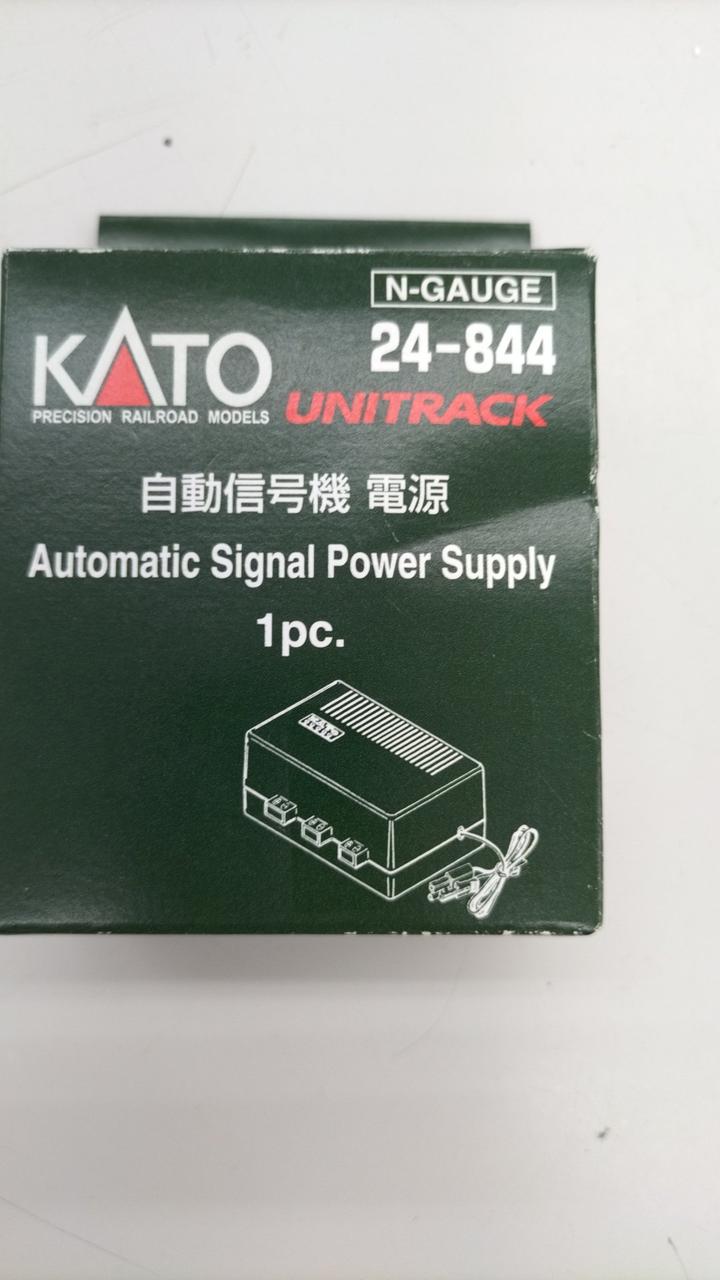 N-GAUGE
KATO
24-844
PRECISION RAILROAD MODELS
UNITRACK
自動信号機 電源
Automatic Signal Power Supply
1pc.
KATO